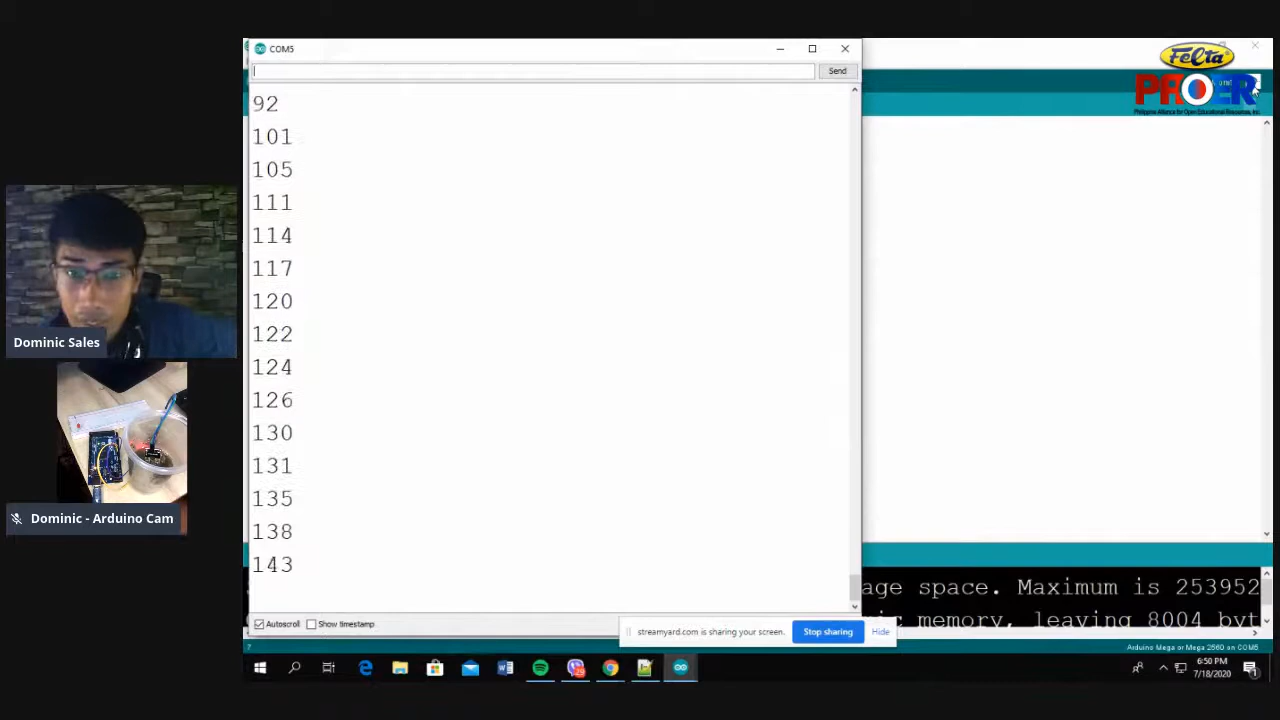 COM5
Send
92
101
105
111
114
117
120
122
124
126
130
131
135
138
143
Autoscroll
Show timestamp
FELTA
PROER
Philippine Alliance for Open Educational Resources, Inc.
Dominic Sales
Dominic - Arduino Cam
age space. Maximum is 253952
memory, leaving 8004 byt
streamyard.com is sharing your screen.
Stop sharing
Hide
Arduino Mega or Mega 2560 on COM5
6:50 PM
7/18/2020